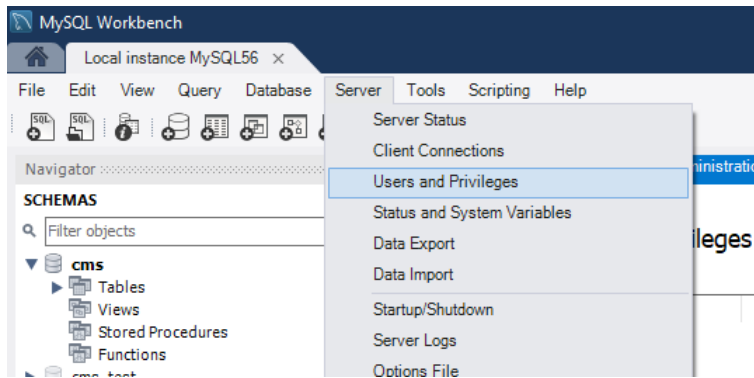 MySQL Workbench
Local instance MySQL56 ×
File Edit View Query Database Server Tools Scripting Help
SQL SQL
Server Status
Client Connections
Navigator
Users and Privileges
SCHEMAS
Status and System Variables
Filter objects
Data Export
cms
Data Import
Tables
Views
Startup/Shutdown
Stored Procedures
Server Logs
Functions
Options File